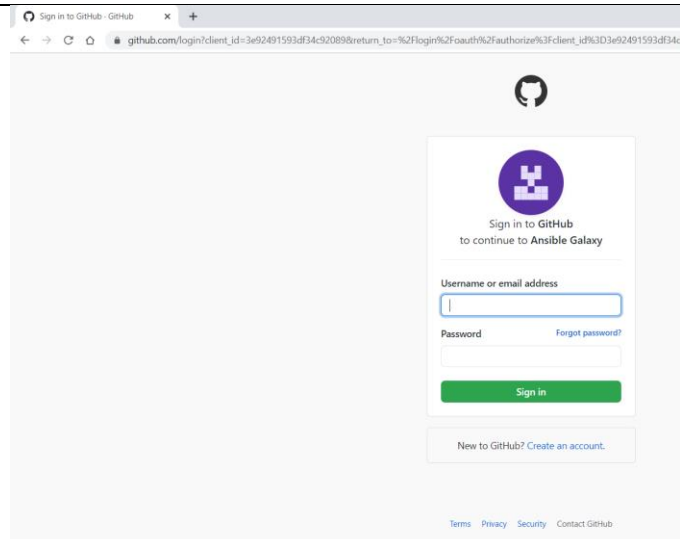 Sign in to GitHub · GitHub
github.com/login?client_id=3e92491593df34c92089&return_to=%2Flogin%2Foauth%2Fauthorize%3Fclient_id%3D3e92491593df34c
Sign in to GitHub
to continue to Ansible Galaxy
Username or email address
Password Forgot password?
Sign in
New to GitHub? Create an account.
Terms Privacy Security Contact GitHub